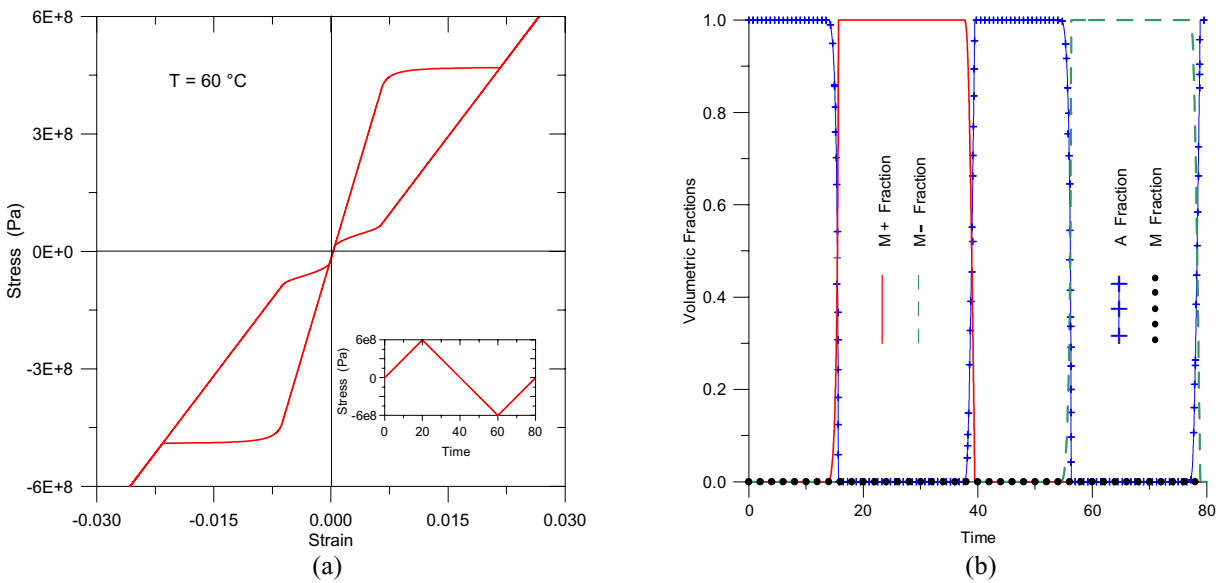 6E+8
3E+8
0E+0
-3E+8
-6E+8
Stress (Pa)
T = 60 °C
6e8
0
-6e8
Stress (Pa)
0 20 40 60 80
Time
-0.030 -0.015 0.000 0.015 0.030
Strain
(a)
1.0
0.8
0.6
0.4
0.2
0.0
Volumetric Fractions
M+ Fraction
M- Fraction
A Fraction
M Fraction
0 20 40 60 80
Time
(b)